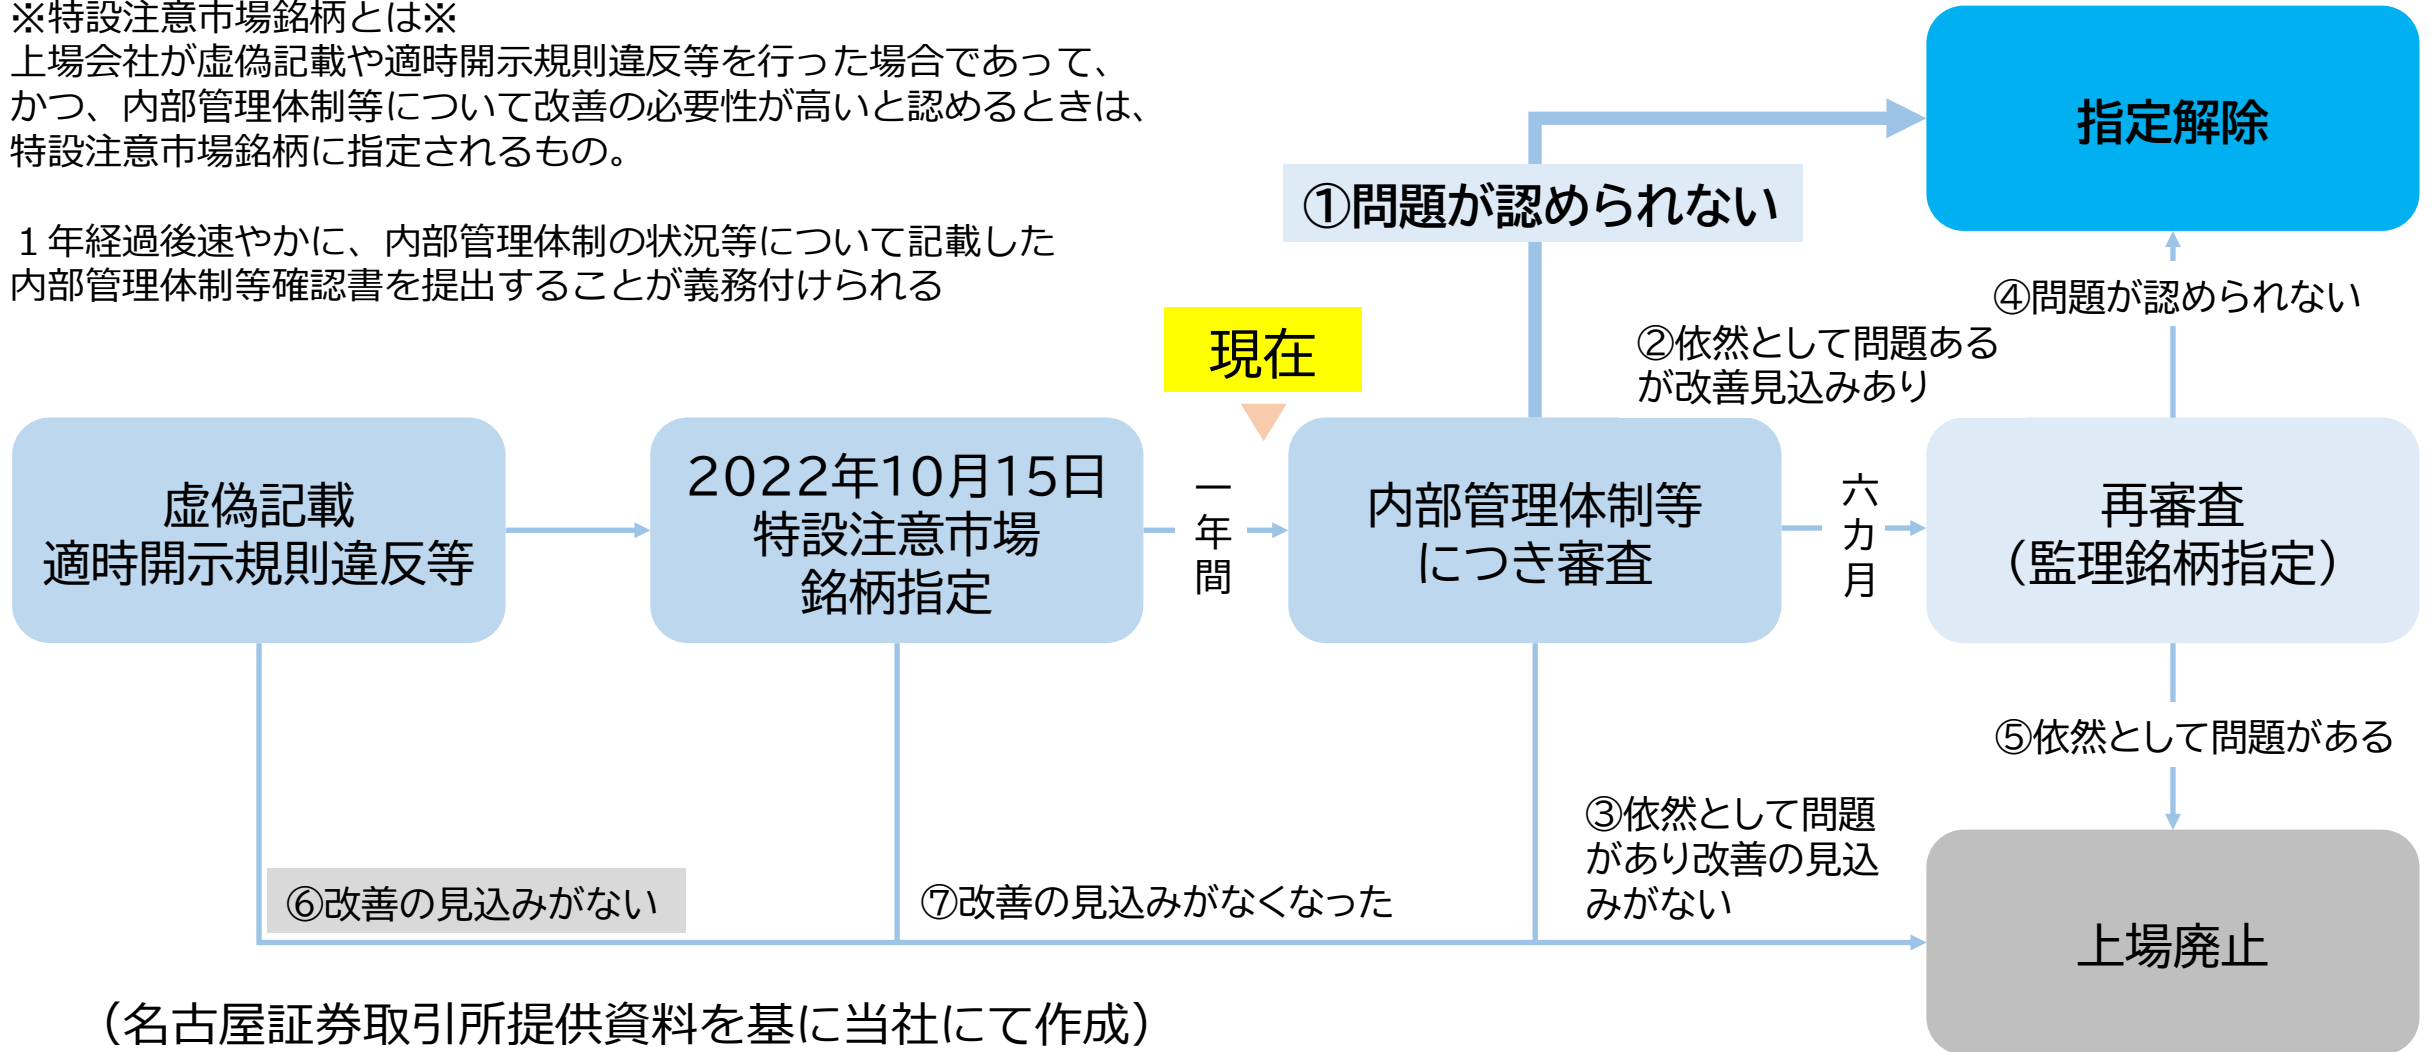 ※特設注意市場銘柄とは※
上場会社が虚偽記載や適時開示規則違反等を行った場合であって、
かつ、内部管理体制等について改善の必要性が高いと認めるときは、
特設注意市場銘柄に指定されるもの。
１年経過後速やかに、内部管理体制の状況等について記載した
内部管理体制等確認書を提出することが義務付けられる
指定解除
①問題が認められない
④問題が認められない
現在
②依然として問題ある
が改善見込みあり
虚偽記載
適時開示規則違反等
2022年10月15日
特設注意市場
銘柄指定
一年間
内部管理体制等
につき審査
六カ月
再審査
（監理銘柄指定）
⑤依然として問題がある
③依然として問題
があり改善の見込
みがない
⑥改善の見込みがない
⑦改善の見込みがなくなった
上場廃止
（名古屋証券取引所提供資料を基に当社にて作成）